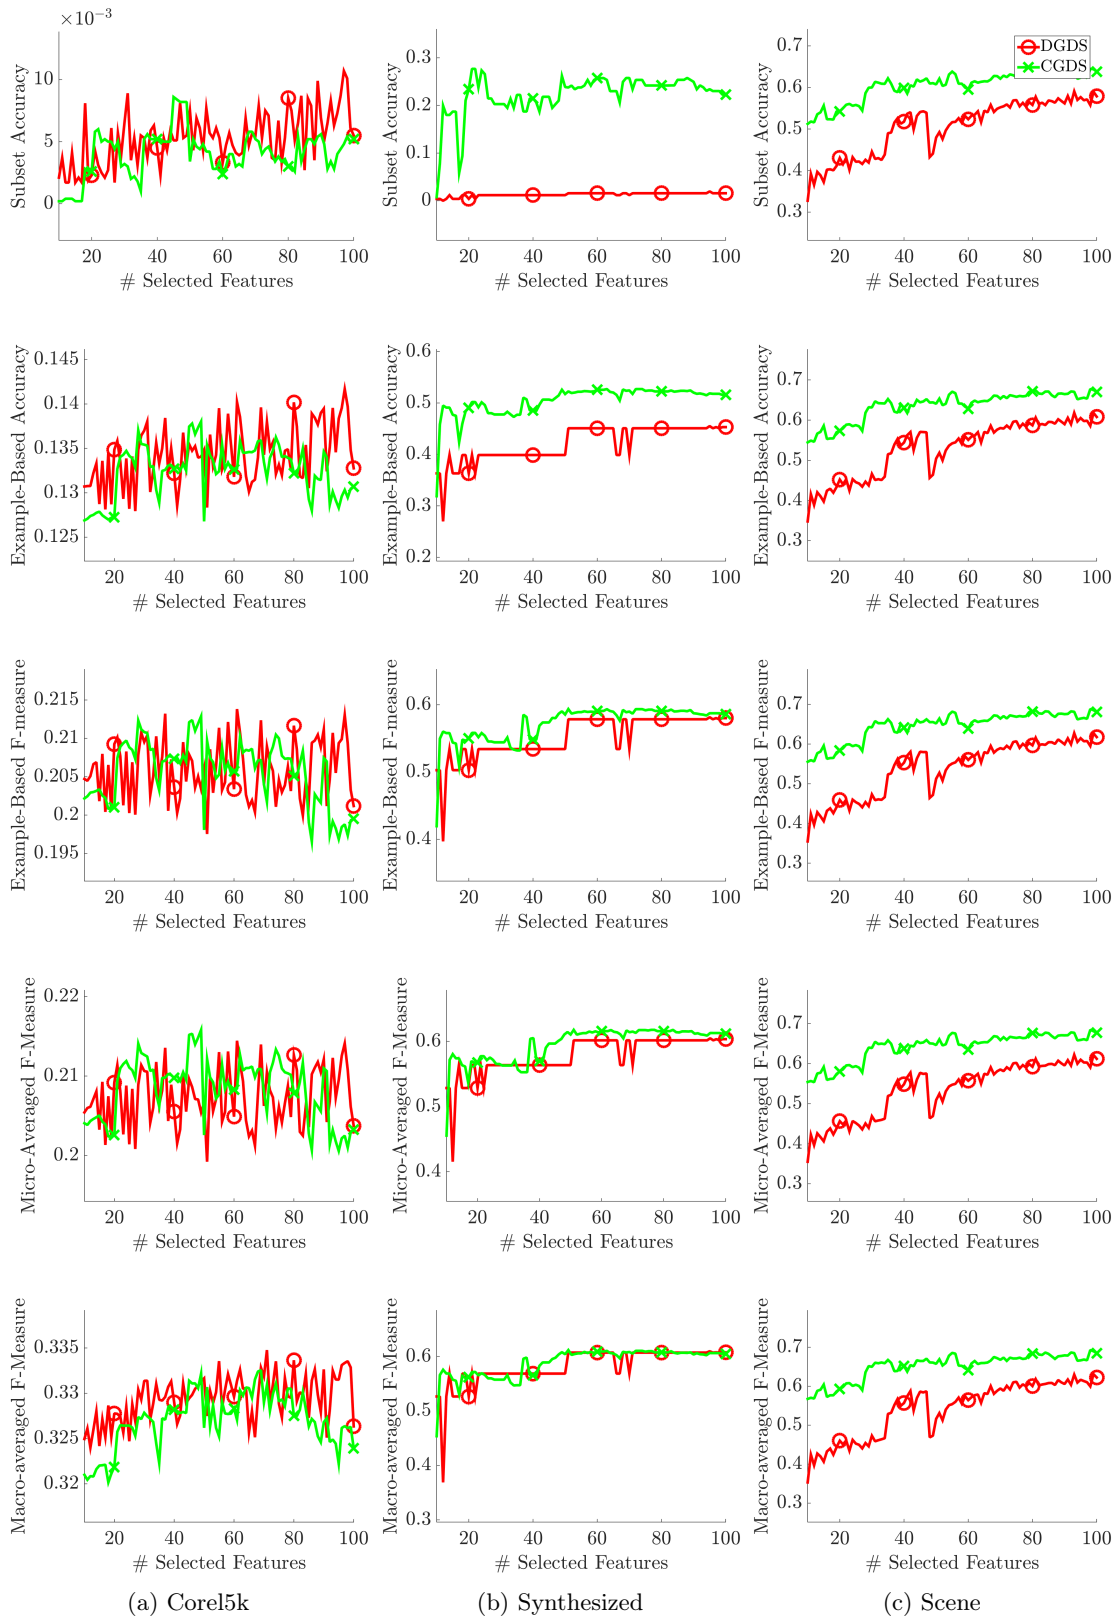 ×10⁻³
Subset Accuracy
10
5
0
20 40 60 80 100
# Selected Features
Subset Accuracy
0.3
0.2
0.1
0
20 40 60 80 100
# Selected Features
Subset Accuracy
0.7
0.6
0.5
0.4
0.3
DGDS
CGDS
20 40 60 80 100
# Selected Features
Example-Based Accuracy
0.145
0.14
0.135
0.13
0.125
20 40 60 80 100
# Selected Features
Example-Based Accuracy
0.6
0.5
0.4
0.3
0.2
20 40 60 80 100
# Selected Features
Example-Based Accuracy
0.7
0.6
0.5
0.4
0.3
20 40 60 80 100
# Selected Features
Example-Based F-measure
0.215
0.21
0.205
0.2
0.195
20 40 60 80 100
# Selected Features
Example-Based F-measure
0.6
0.5
0.4
20 40 60 80 100
# Selected Features
Example-Based F-measure
0.7
0.6
0.5
0.4
0.3
20 40 60 80 100
# Selected Features
Micro-Averaged F-Measure
0.22
0.21
0.2
20 40 60 80 100
# Selected Features
Micro-Averaged F-Measure
0.6
0.5
0.4
20 40 60 80 100
# Selected Features
Micro-Averaged F-Measure
0.7
0.6
0.5
0.4
0.3
20 40 60 80 100
# Selected Features
Macro-averaged F-Measure
0.335
0.33
0.325
0.32
20 40 60 80 100
# Selected Features
Macro-averaged F-Measure
0.6
0.5
0.4
0.3
20 40 60 80 100
# Selected Features
Macro-averaged F-Measure
0.7
0.6
0.5
0.4
0.3
20 40 60 80 100
# Selected Features
(a) Corel5k
(b) Synthesized
(c) Scene